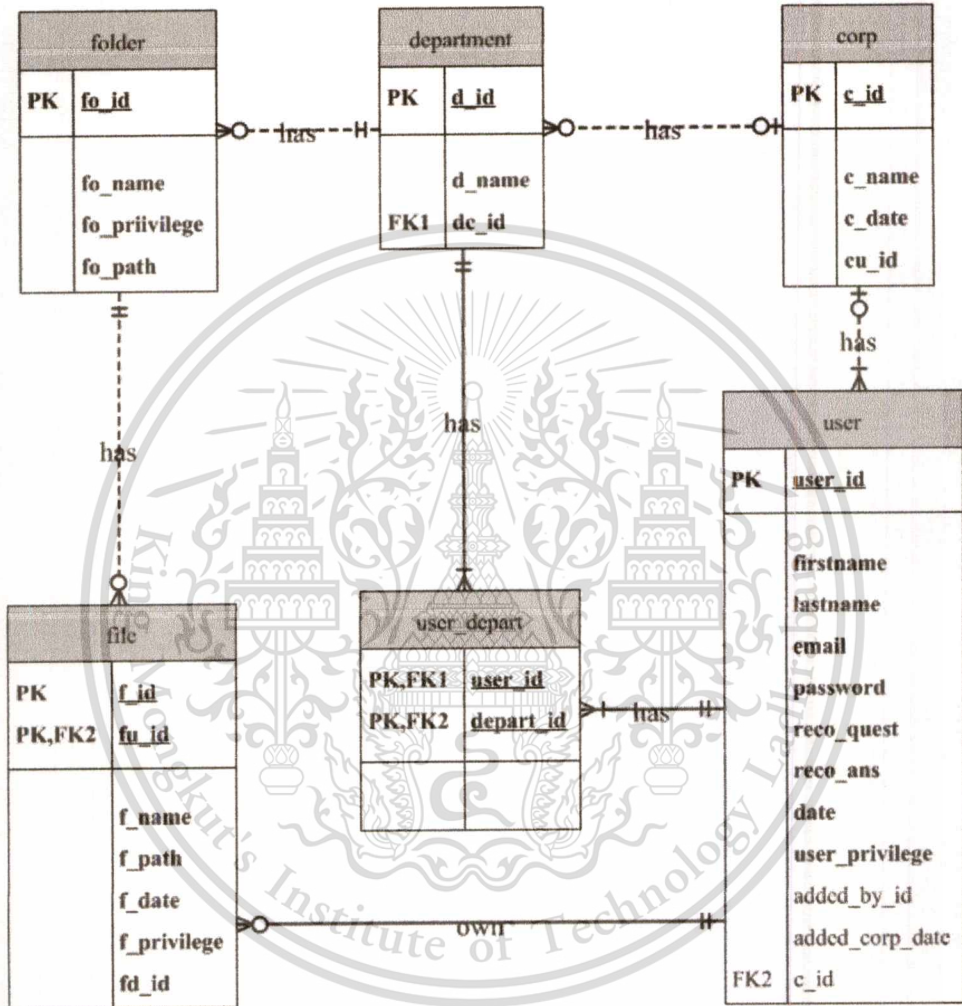 folder
PK fo_id
fo_name
fo_priivilege
fo_path
has
department
PK d_id
d_name
FK1 dc_id
has
corp
PK c_id
c_name
c_date
cu_id
has
has
has
user
PK user_id
firstname
lastname
email
password
reco_quest
reco_ans
date
user_privilege
added_by_id
added_corp_date
FK2 c_id
file
PK f_id
PK,FK2 fu_id
f_name
f_path
f_date
f_privilege
fd_id
user_depart
PK,FK1 user_id
PK,FK2 depart_id
has
own
King Mongkut's Institute of Technology Ladkrabang